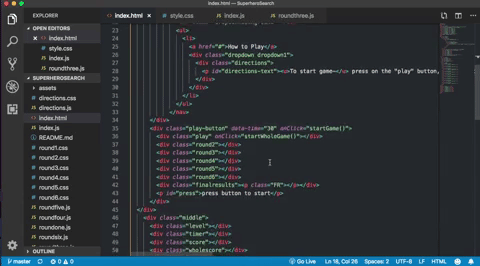 index.html — SuperheroSearch
EXPLORER
index.html
style.css
index.js
roundthree.js
OPEN EDITORS
index.html
style.css
index.js
roundthree.js
SUPERHEROSEARCH
assets
directions.css
directions.js
index.html
index.js
README.md
round1.css
round2.css
round3.css
round4.css
round5.css
round6.css
roundfive.js
roundfour.js
roundone.js
roundsix.js
OUTLINE
23
24 <ul>
25 <li>
26 <a href="#">How to Play</a>
27 <div class="dropdown dropdown1">
28 <div class="directions">
29 <p id="directions-text"><u>To start game—</u> press on the "play" button,
30 </div>
31 </div>
32 </li>
33 </ul>
34 </div>
35 <div class="play-button" data-time="30" onClick="startGame()">
36 <div class="play" onClick="startWholeGame()"></div>
37 <div class="round2"></div>
38 <div class="round3"></div>
39 <div class="round4"></div>
40 <div class="round5"></div>
41 <div class="round6"></div>
42 <div class="finalresults"><p class="FR"></p></div>
43 <p id="press">press button to start</p>
44 </div>
45 </div>
46 <div class="middle">
47 <div class="level"></div>
48 <div class="timer"></div>
49 <div class="score"></div>
50 <div class="wholescore"></div>
0
0
Go Live
Ln 16, Col 26
Spaces: 2
UTF-8
LF
HTML